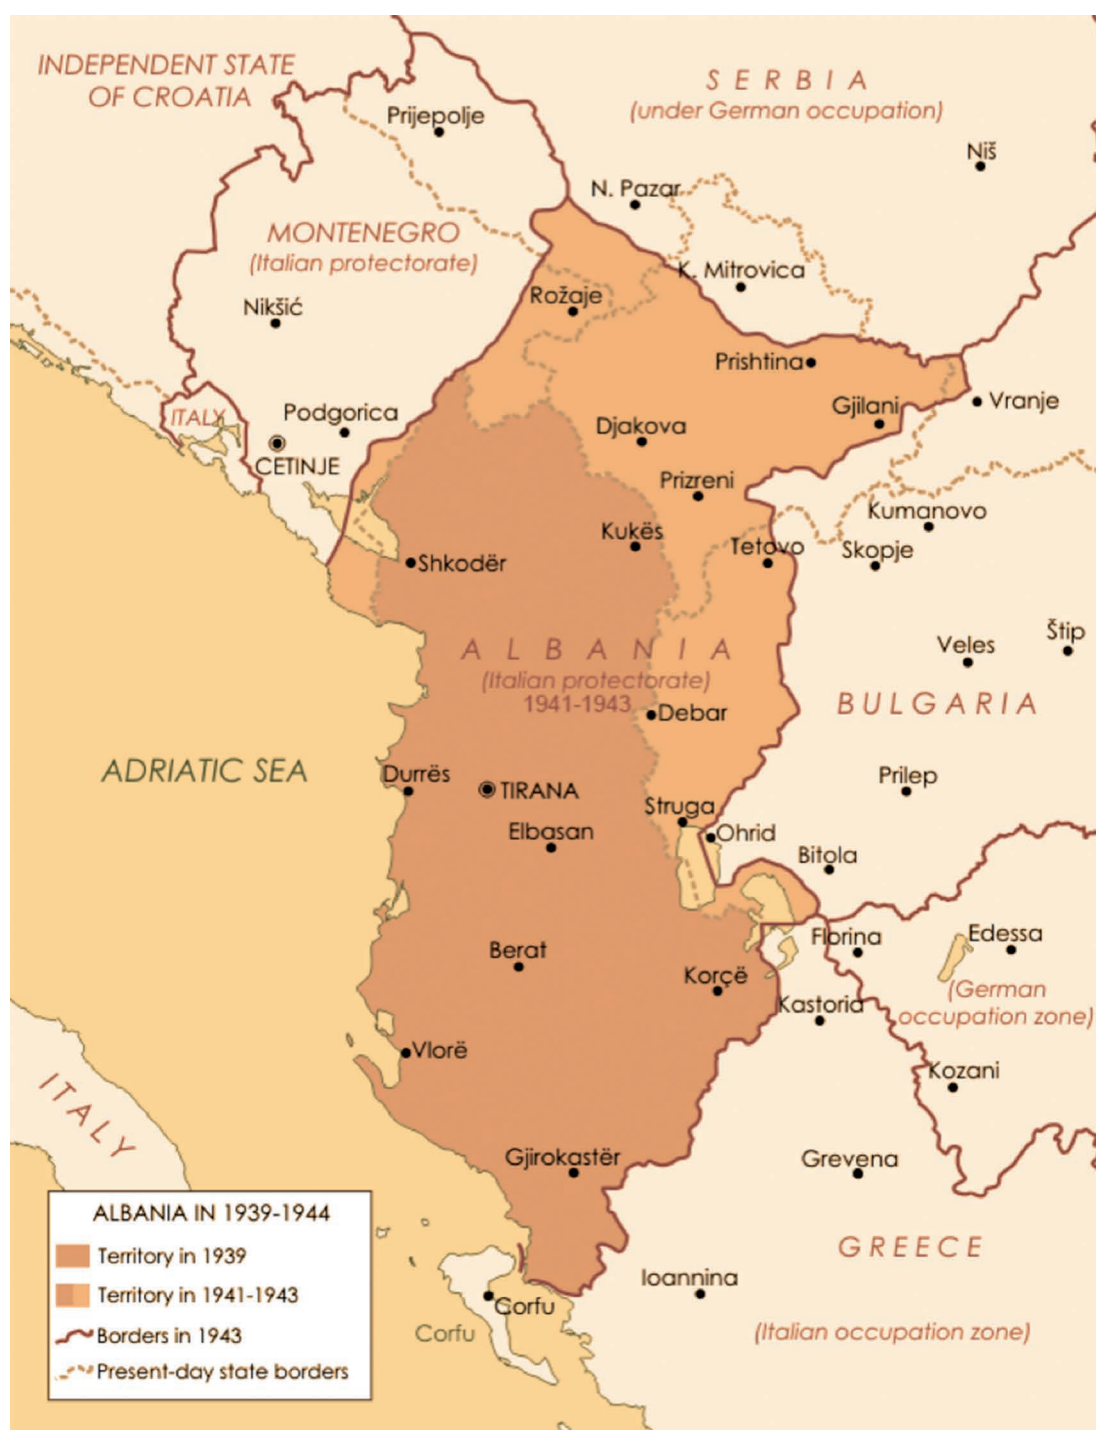 INDEPENDENT STATE
OF CROATIA
SERBIA
(under German occupation)
Prijepolje
Niš
N. Pazar
MONTENEGRO
(Italian protectorate)
K. Mitrovica
Rožaje
Nikšić
Prishtina
Vranje
ITALY
Podgorica
Gjilani
Djakova
CETINJE
Prizreni
Kumanovo
Kukës
Tetovo
Skopje
Shkodër
Štip
Veles
ALBANIA
(Italian protectorate)
1941-1943
BULGARIA
Debar
ADRIATIC SEA
Durrës
TIRANA
Prilep
Struga
Elbasan
Ohrid
Bitola
Florina
Edessa
Berat
Korçë
(German
occupation zone)
Kastoria
Vlorë
Kozani
ITALY
Gjirokastër
Grevena
ALBANIA IN 1939-1944
Territory in 1939
Territory in 1941-1943
Borders in 1943
Present-day state borders
GREECE
Ioannina
Corfu
Corfu
(Italian occupation zone)